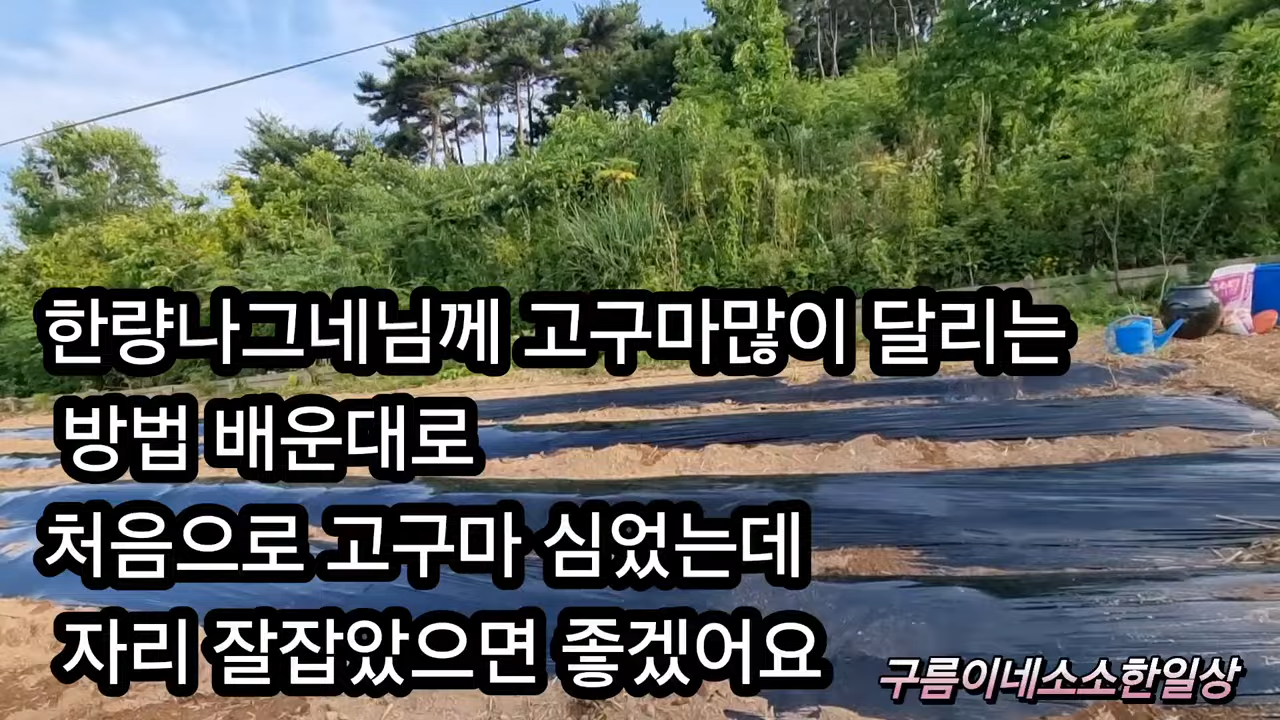 한량나그네님께 고구마많이 달리는
방법 배운대로
처음으로 고구마 심었는데
자리 잘잡았으면 좋겠어요
구름이네소소한일상